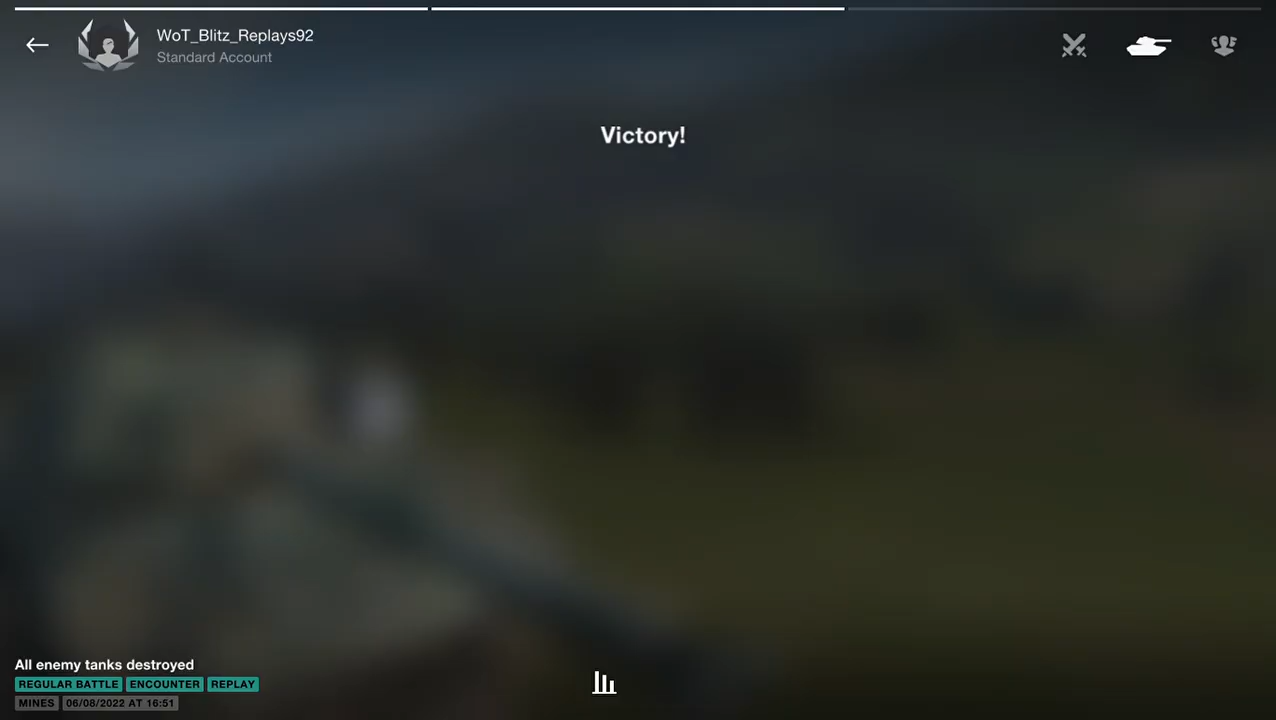 WoT_Blitz_Replays92
Standard Account
Victory!
All enemy tanks destroyed
REGULAR BATTLE ENCOUNTER REPLAY
MINES 06/08/2022 AT 16:51